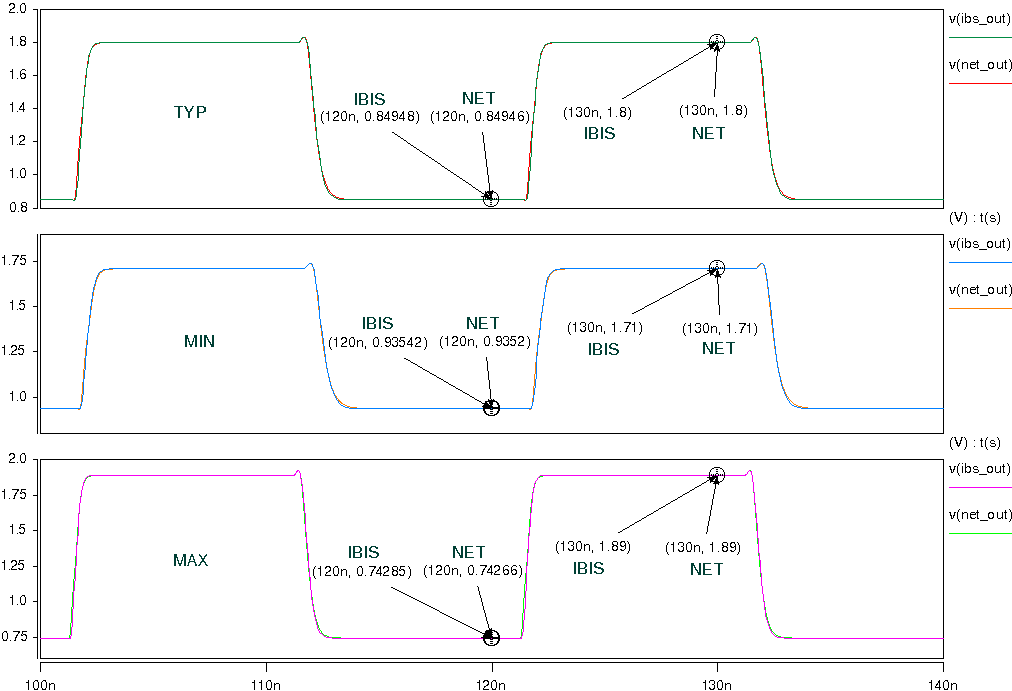 2.0
v(ibs_out)
1.8
v(net_out)
1.6
IBIS
NET
1.4
TYP
(120n, 0.84948)
(120n, 0.84946)
(130n, 1.8)
(130n, 1.8)
IBIS
NET
1.2
1.0
0.8
(V) : t(s)
v(ibs_out)
1.75
v(net_out)
1.5
IBIS
NET
(130n, 1.71)
(130n, 1.71)
MIN
(120n, 0.93542)
(120n, 0.9352)
IBIS
NET
1.25
1.0
(V) : t(s)
2.0
v(ibs_out)
1.75
v(net_out)
1.5
IBIS
NET
(130n, 1.89)
(130n, 1.89)
MAX
(120n, 0.74285)
(120n, 0.74266)
IBIS
NET
1.25
1.0
0.75
100n
110n
120n
130n
140n